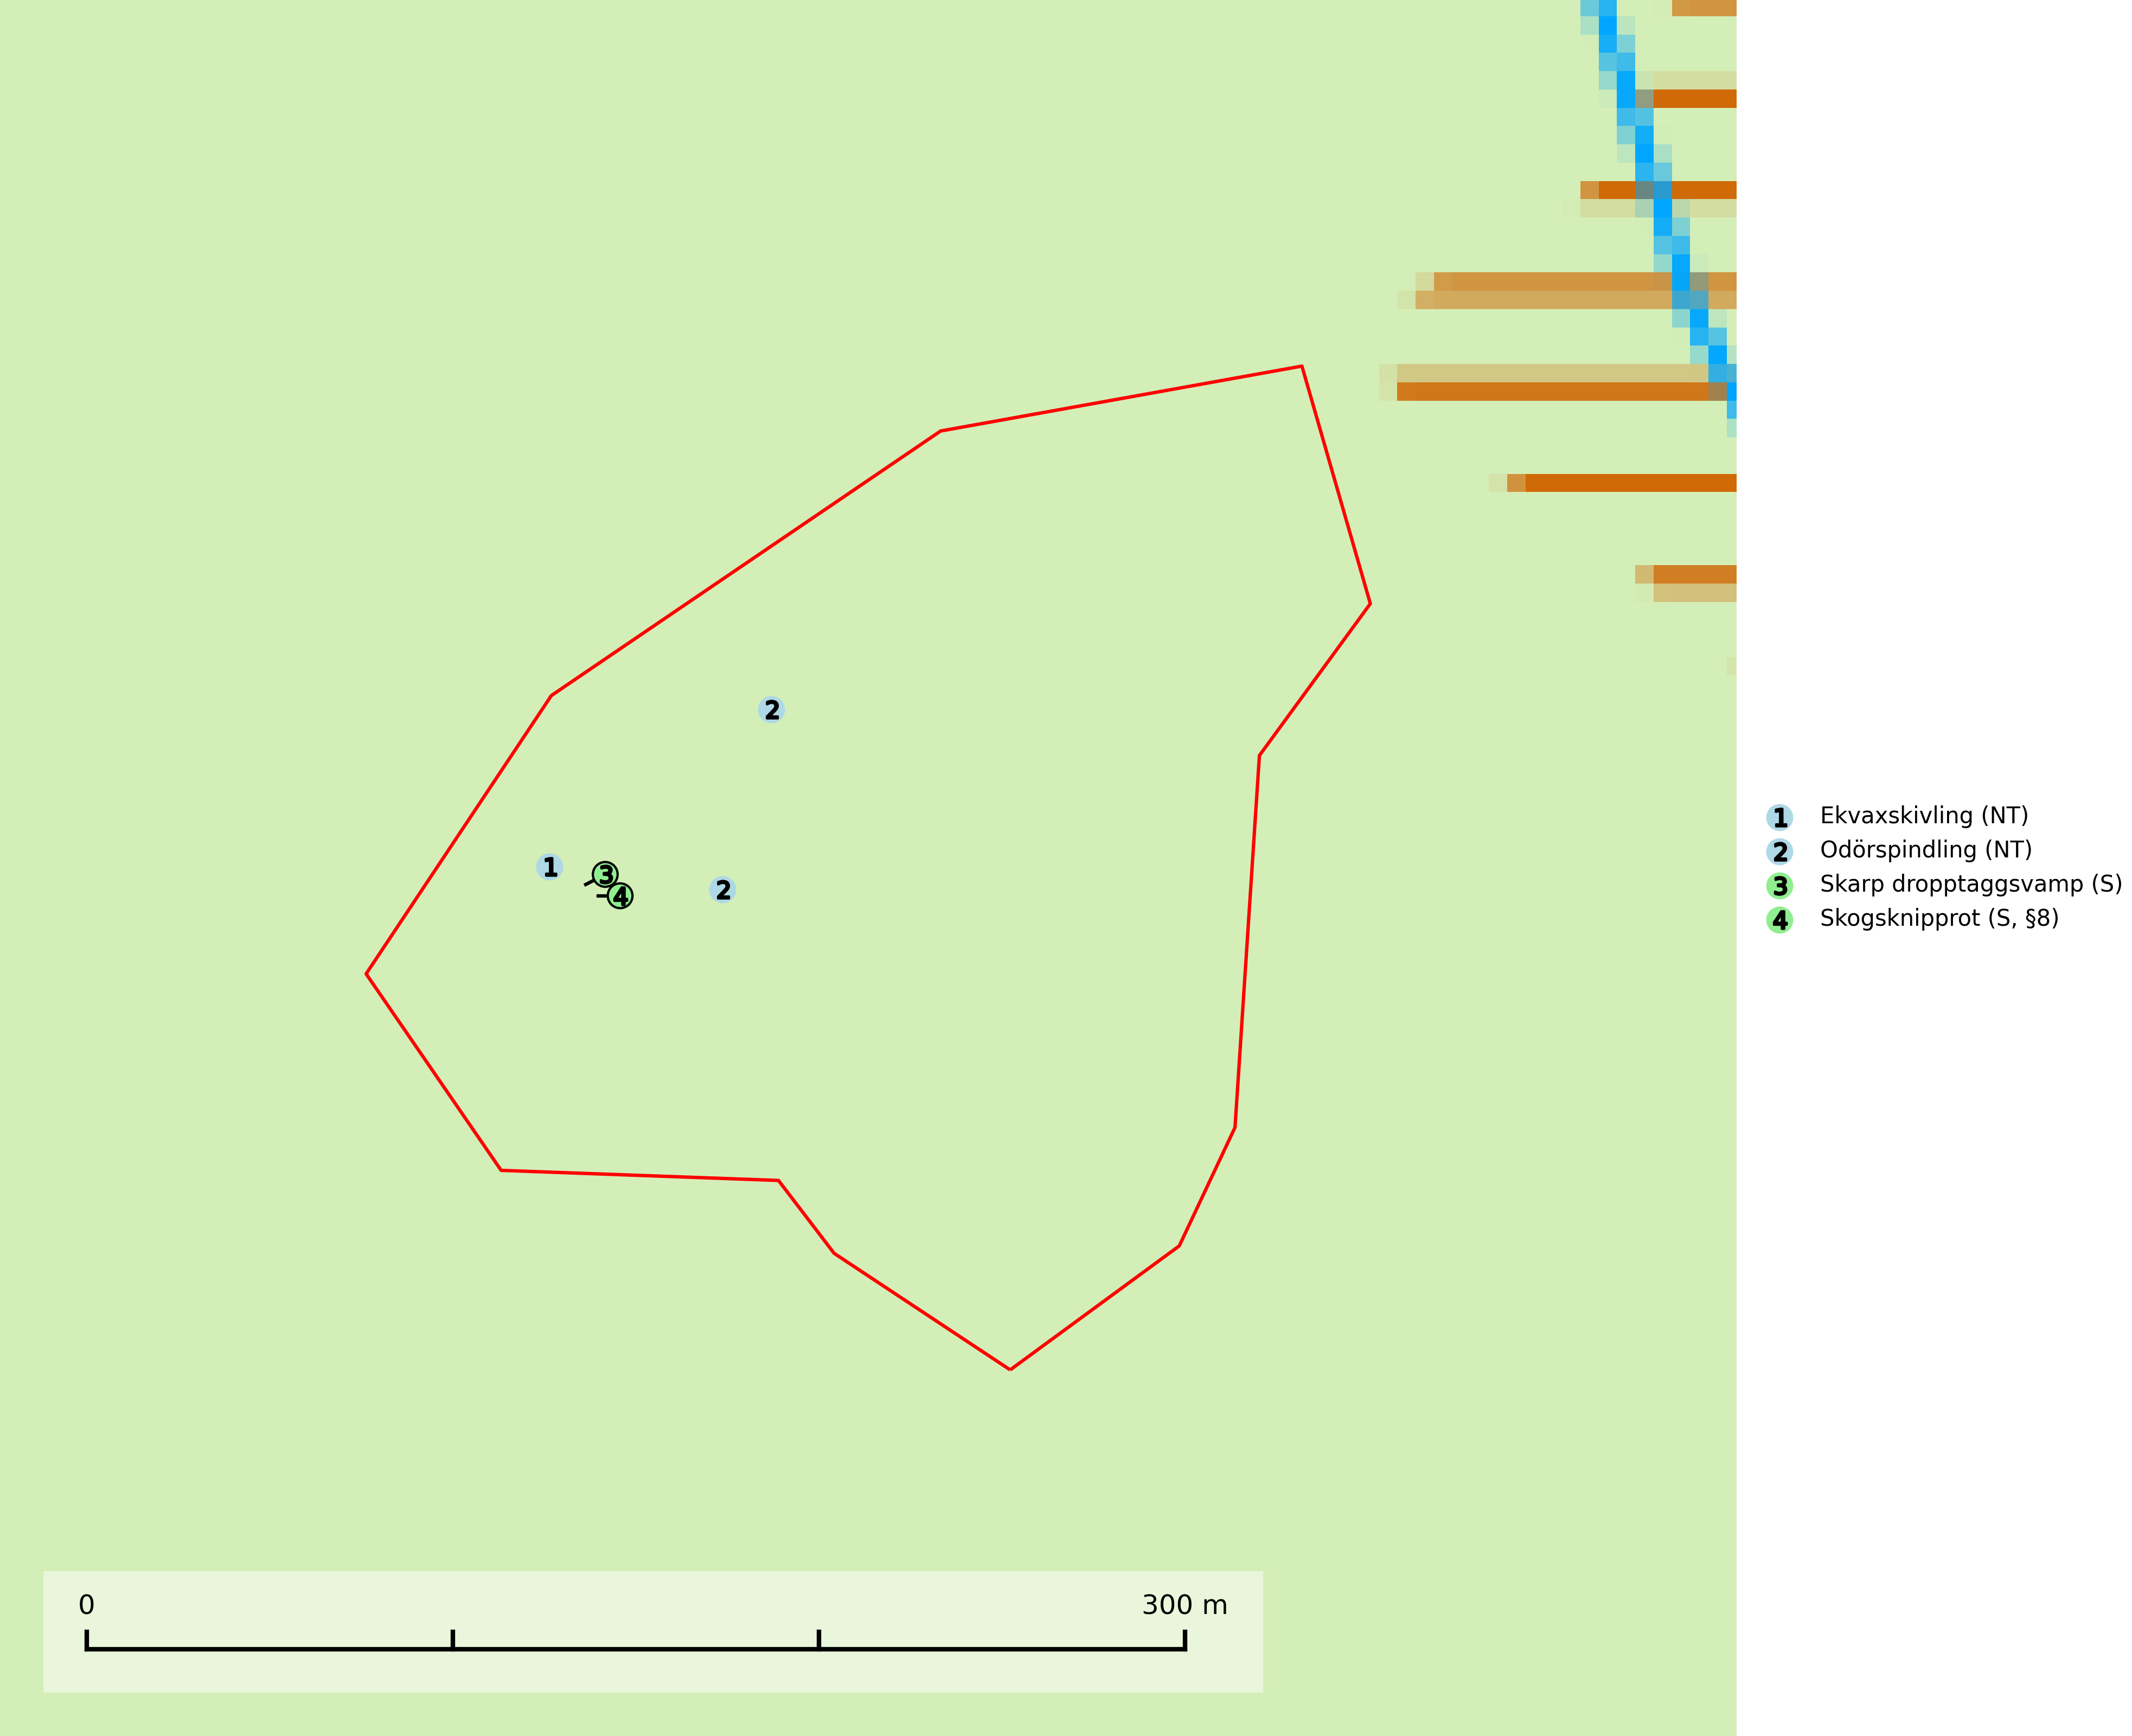 2
1
3
4
2
1 Ekvaxskivling (NT)
2 Odörspindling (NT)
3 Skarp dropptaggsvamp (S)
4 Skogsknipprot (S, §8)
0 300 m